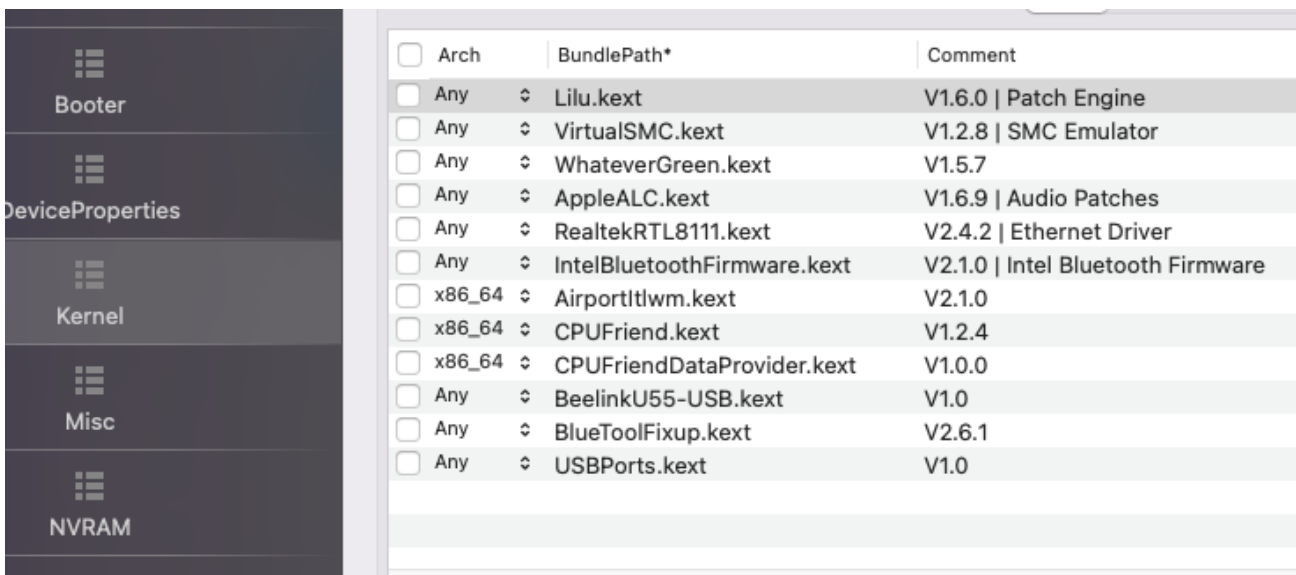 Booter
DeviceProperties
Kernel
Misc
NVRAM
Arch BundlePath* Comment
Any Lilu.kext V1.6.0 | Patch Engine
Any VirtualSMC.kext V1.2.8 | SMC Emulator
Any WhateverGreen.kext V1.5.7
Any AppleALC.kext V1.6.9 | Audio Patches
Any RealtekRTL8111.kext V2.4.2 | Ethernet Driver
Any IntelBluetoothFirmware.kext V2.1.0 | Intel Bluetooth Firmware
x86_64 AirportItlwm.kext V2.1.0
x86_64 CPUFriend.kext V1.2.4
x86_64 CPUFriendDataProvider.kext V1.0.0
Any BeelinkU55-USB.kext V1.0
Any BlueToolFixup.kext V2.6.1
Any USBPorts.kext V1.0